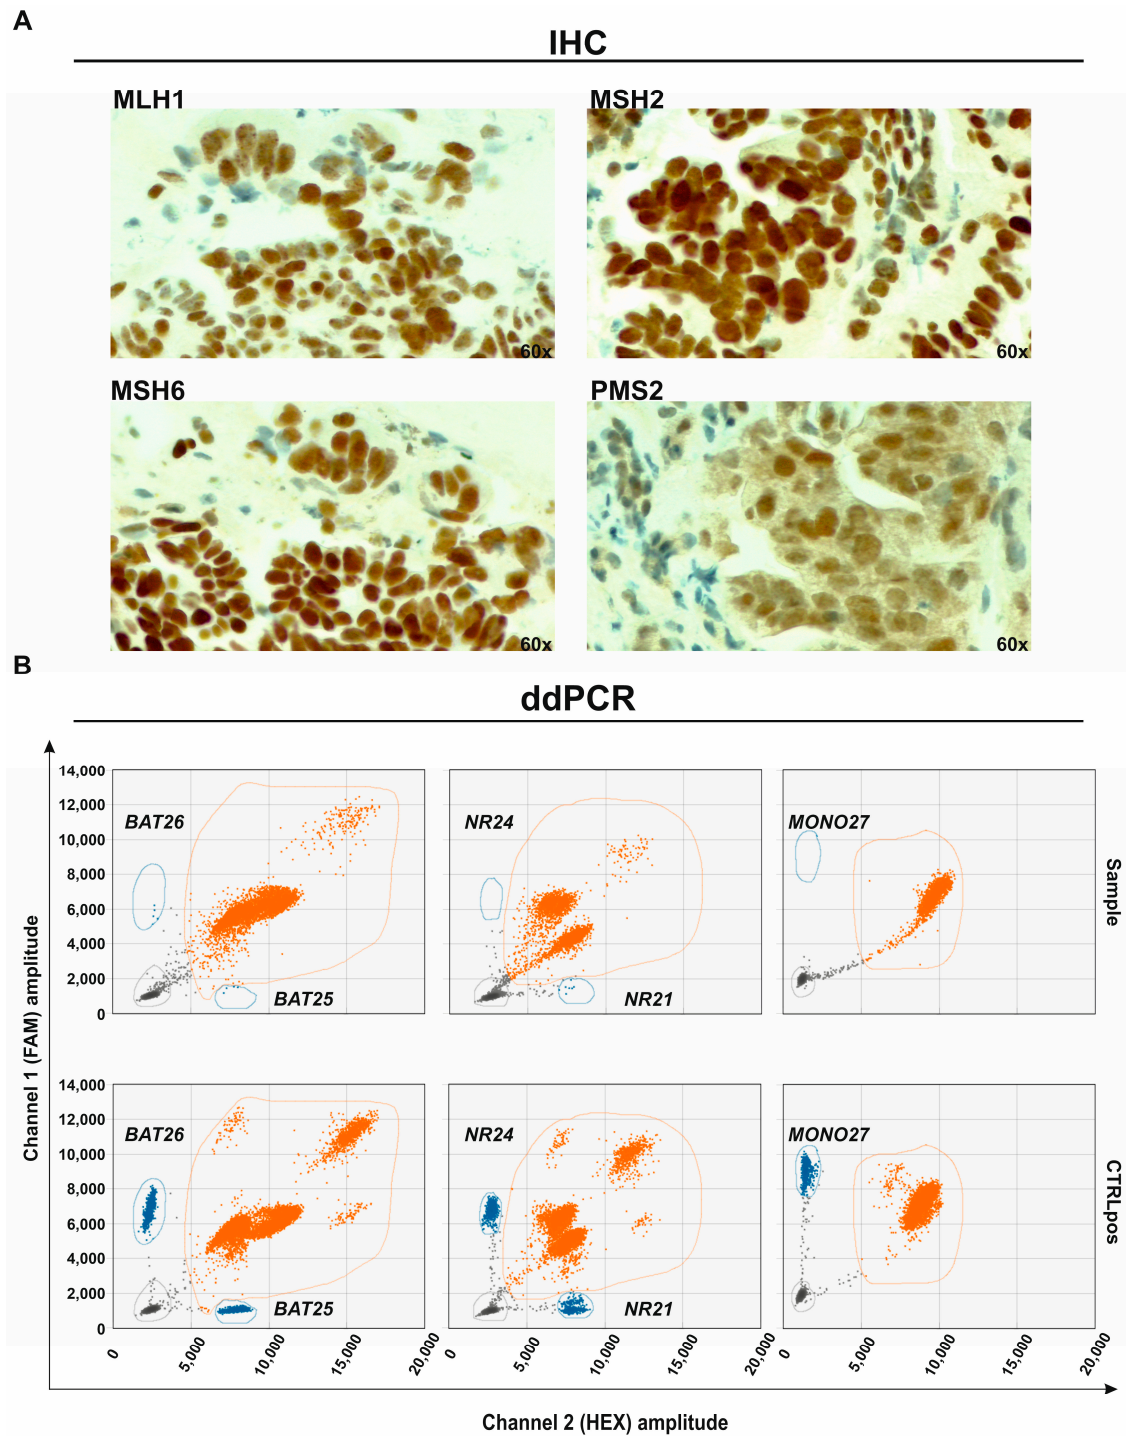 A
IHC
MLH1
MSH2
60x
60x
MSH6
PMS2
60x
60x
B
ddPCR
Channel 1 (FAM) amplitude
14,000
12,000
10,000
8,000
6,000
4,000
2,000
0
BAT26
BAT25
NR24
NR21
MONO27
Sample
14,000
12,000
10,000
8,000
6,000
4,000
2,000
0
BAT26
BAT25
NR24
NR21
MONO27
CTRLpos
0
5,000
10,000
15,000
20,000
0
5,000
10,000
15,000
20,000
0
5,000
10,000
15,000
20,000
Channel 2 (HEX) amplitude